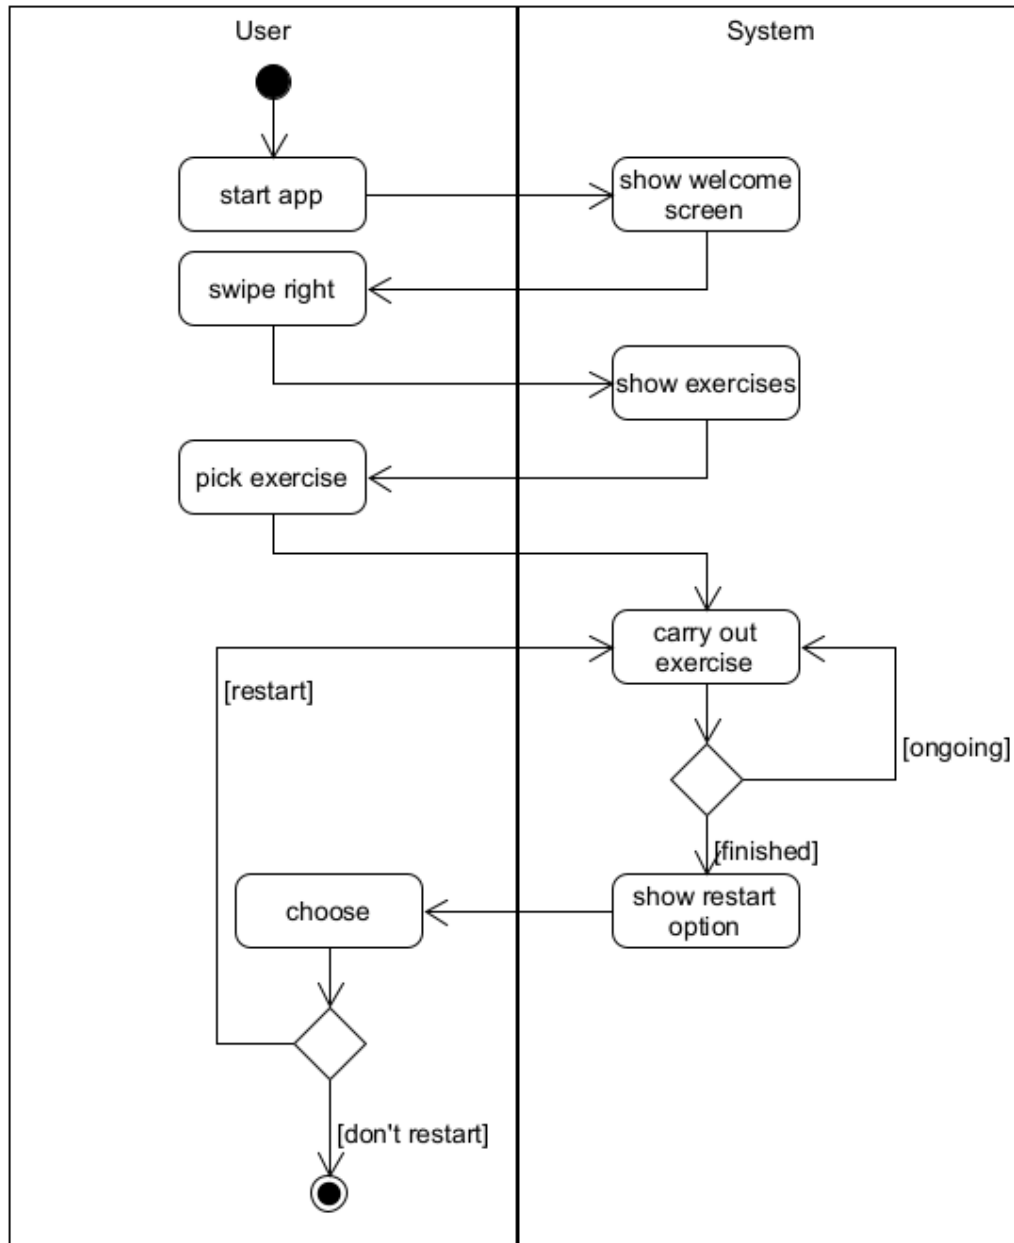 User
System
start app
show welcome
screen
swipe right
show exercises
pick exercise
carry out
exercise
[restart]
[ongoing]
[finished]
choose
show restart
option
[don't restart]